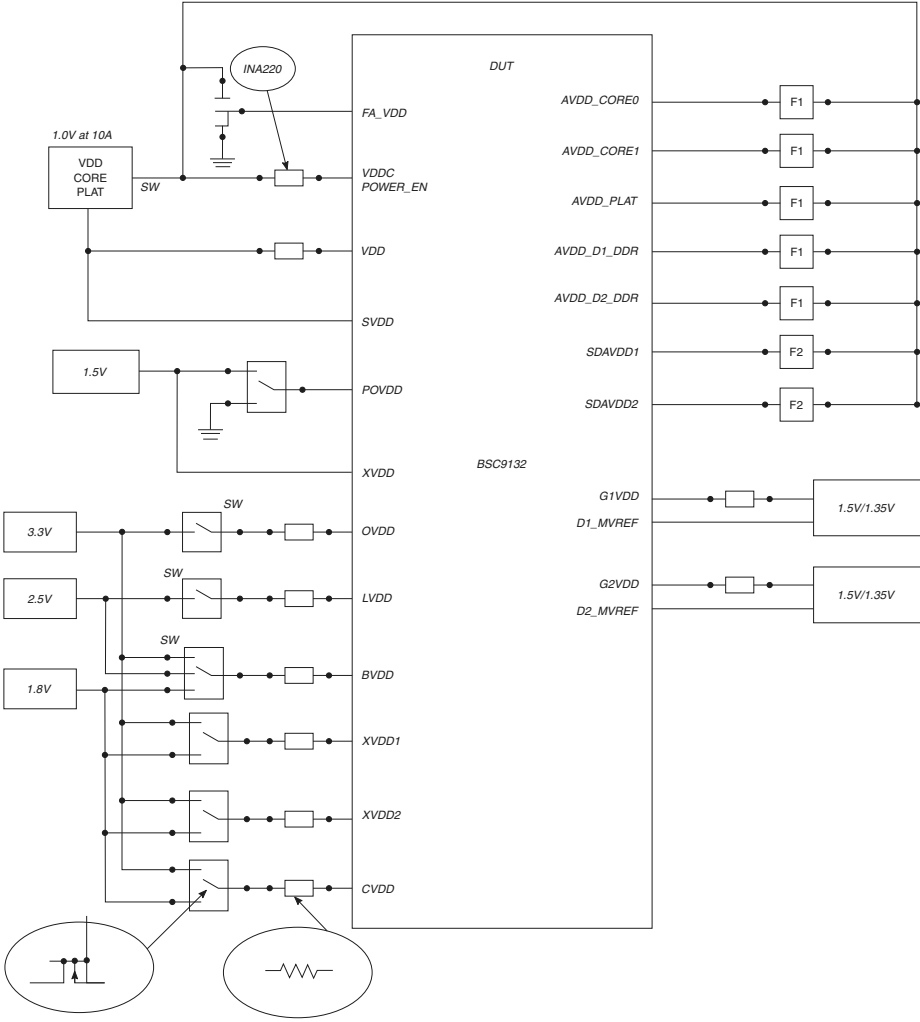 DUT
INA220
AVDD_CORE0
F1
FA_VDD
1.0V at 10A
VDD
CORE
PLAT
SW
VDDC
POWER_EN
AVDD_CORE1
F1
AVDD_PLAT
F1
VDD
AVDD_D1_DDR
F1
AVDD_D2_DDR
F1
SVDD
SDAVDD1
F2
1.5V
POVDD
SDAVDD2
F2
XVDD
BSC9132
G1VDD
D1_MVREF
1.5V/1.35V
SW
3.3V
OVDD
SW
2.5V
LVDD
G2VDD
D2_MVREF
1.5V/1.35V
SW
1.8V
BVDD
XVDD1
XVDD2
CVDD